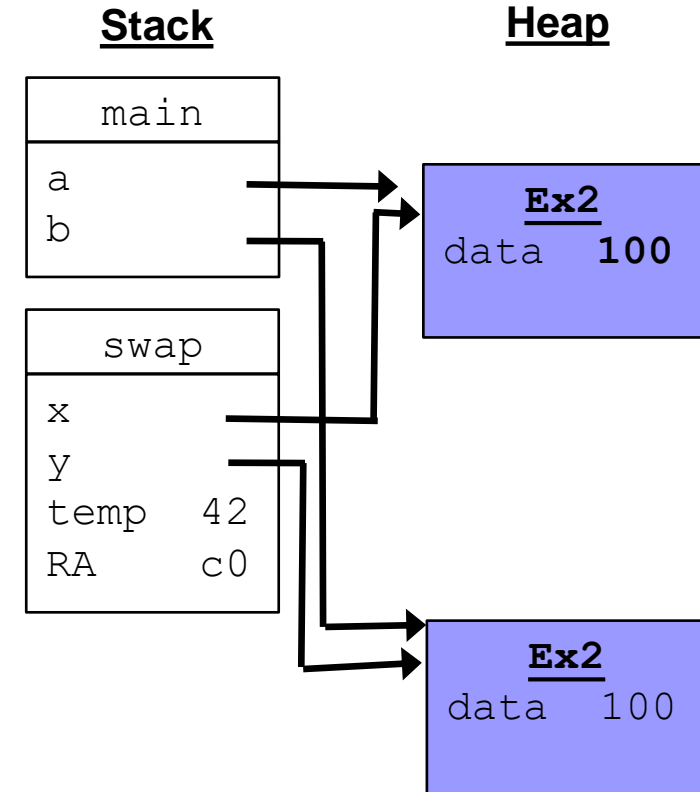 Stack
Heap
main
a
b
swap
x
y
temp 42
RA c0
Ex2
data 100
Ex2
data 100